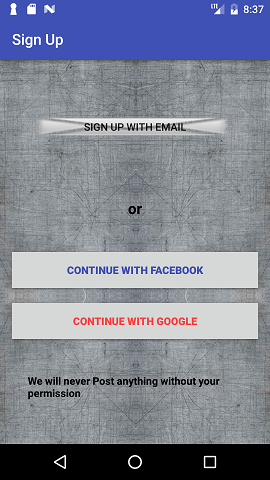 LTE 8:37
Sign Up
SIGN UP WITH EMAIL
or
CONTINUE WITH FACEBOOK
CONTINUE WITH GOOGLE
We will never Post anything without your
permission